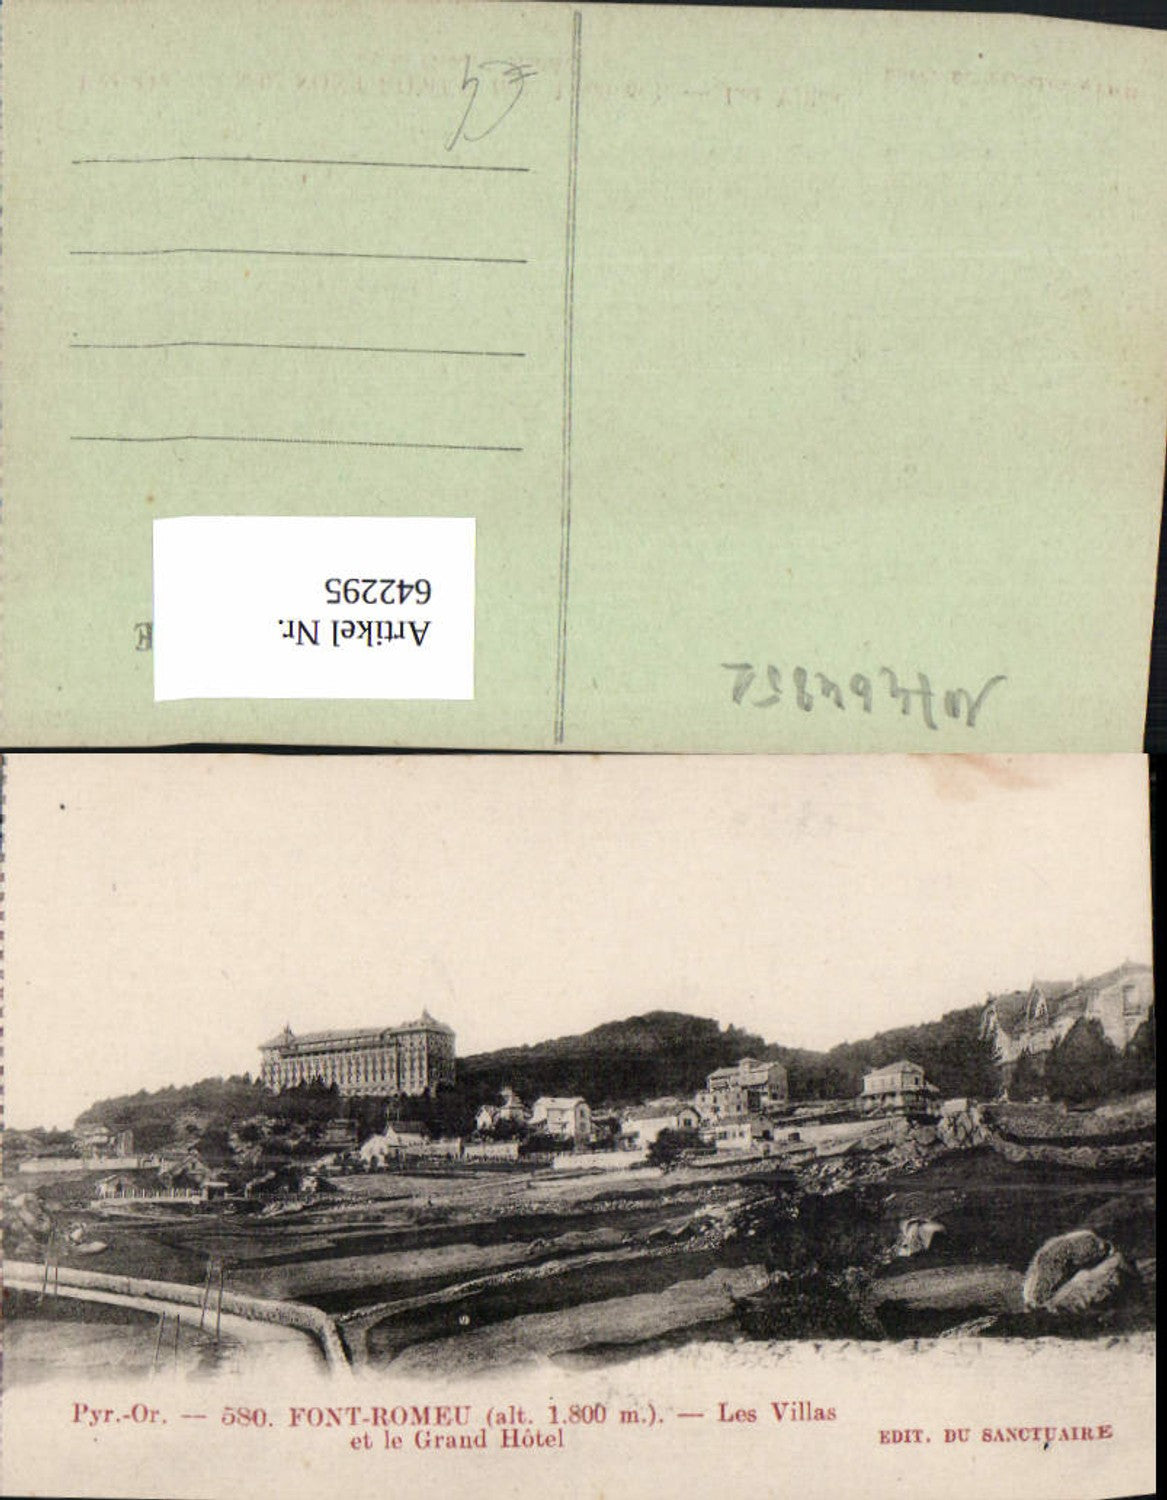 €4
Artikel Nr.
642295
E
Pyr.-Or. — 580. FONT-ROMEU (alt. 1.800 m.). — Les Villas
et le Grand Hôtel
EDIT. DU SANCTUAIRE